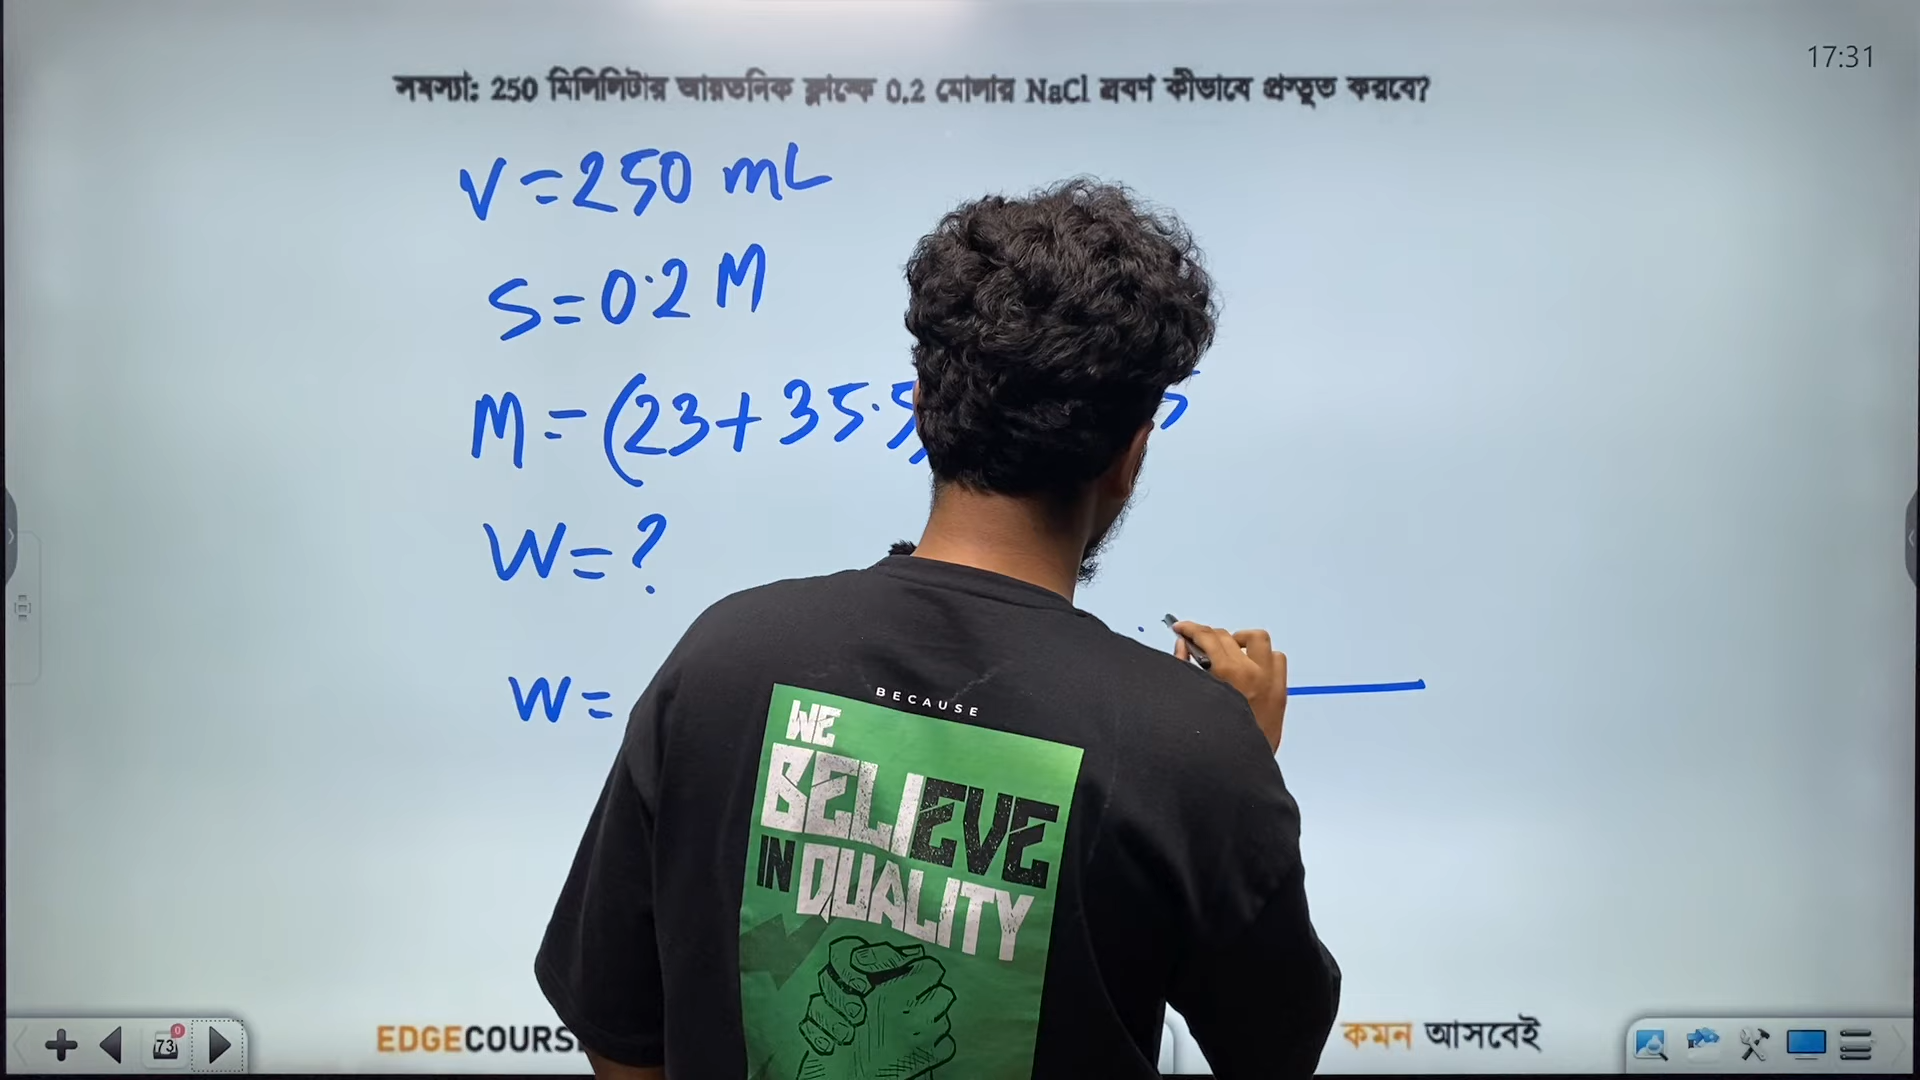 17:31
সমস্যা: 250 মিলিলিটার আয়তনিক ফ্লাস্কে 0.2 মোলার NaCl দ্রবণ কীভাবে প্রস্তুত করবে?
V=250 mL
S=0.2 M
M=(23+35.5
W=?
W=
BECAUSE
WE
BELIEVE
IN QUALITY
73
0
EDGECOURS
কমন আসবেই